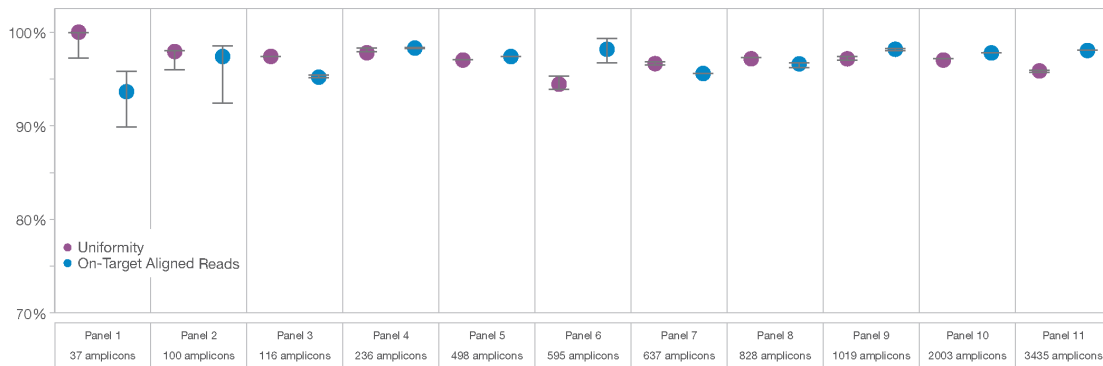 100%
90%
80%
70%
Uniformity
On-Target Aligned Reads
Panel 1 Panel 2 Panel 3 Panel 4 Panel 5 Panel 6 Panel 7 Panel 8 Panel 9 Panel 10 Panel 11
37 amplicons 100 amplicons 116 amplicons 236 amplicons 498 amplicons 595 amplicons 637 amplicons 828 amplicons 1019 amplicons 2003 amplicons 3435 amplicons